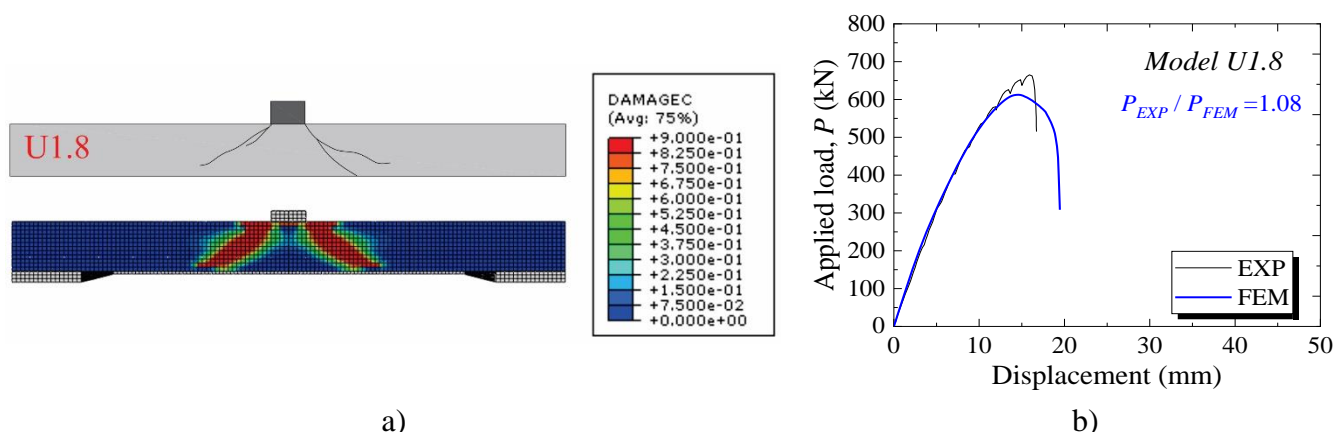 U1.8
DAMAGEC
(Avg: 75%)
+9.000e-01
+8.250e-01
+7.500e-01
+6.750e-01
+6.000e-01
+5.250e-01
+4.500e-01
+3.750e-01
+3.000e-01
+2.250e-01
+1.500e-01
+7.500e-02
+0.000e+00
a)
800
700
600
500
400
300
200
100
0
Applied load, P (kN)
Model U1.8
P_EXP / P_FEM =1.08
EXP
FEM
0 10 20 30 40 50
Displacement (mm)
b)